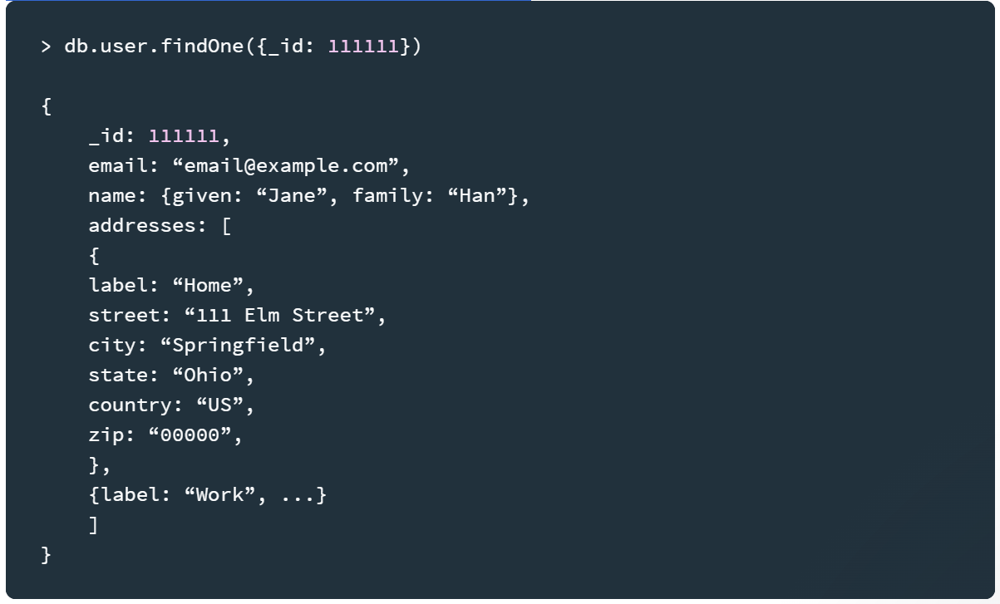 > db.user.findOne({_id: 111111})
{
_id: 111111,
email: “email@example.com”,
name: {given: “Jane”, family: “Han”},
addresses: [
{
label: “Home”,
street: “111 Elm Street”,
city: “Springfield”,
state: “Ohio”,
country: “US”,
zip: “00000”,
},
{label: “Work”, ...}
]
}